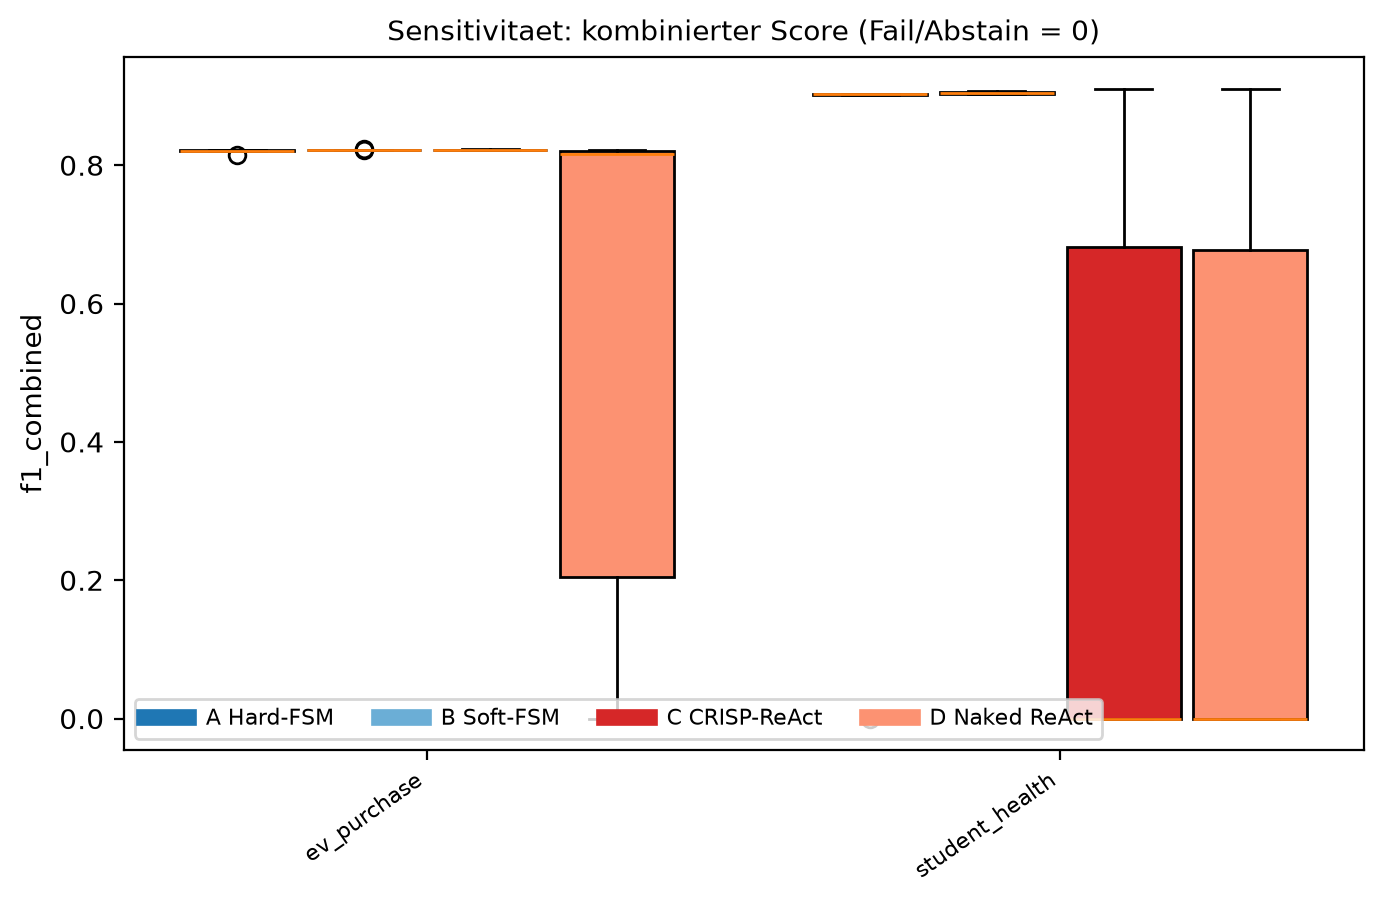 Sensitivitaet: kombinierter Score (Fail/Abstain = 0)
f1_combined
0.8
0.6
0.4
0.2
0.0
A Hard-FSM B Soft-FSM C CRISP-ReAct D Naked ReAct
ev_purchase student_health